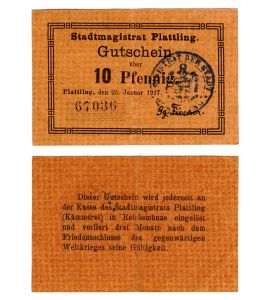 Stadtmagistrat Plattling.
Gutschein
über
10 Pfennig
Plattling, den 25. Januar 1917.
67036
Dieser Gutschein wird jederzeit an
der Kasse des Stadtmagistrats Plattling
(Kämmerei) in Reichsmünze eingelöst
und verliert drei Monate nach dem
Friedensschlusse des gegenwärtigen
Weltkrieges seine Gültigkeit.